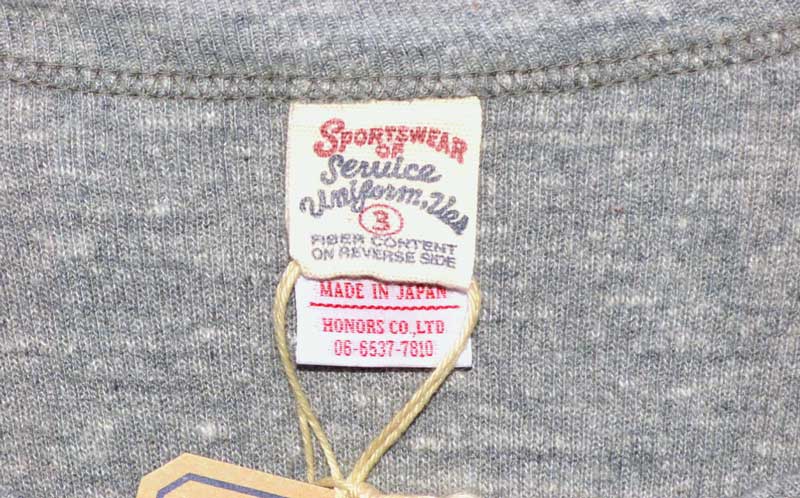 SPORTSWEAR
OF
Service
Uniform, Ues
3
FIBER CONTENT
ON REVERSE SIDE
MADE IN JAPAN
HONORS CO.,LTD
06-6537-7810